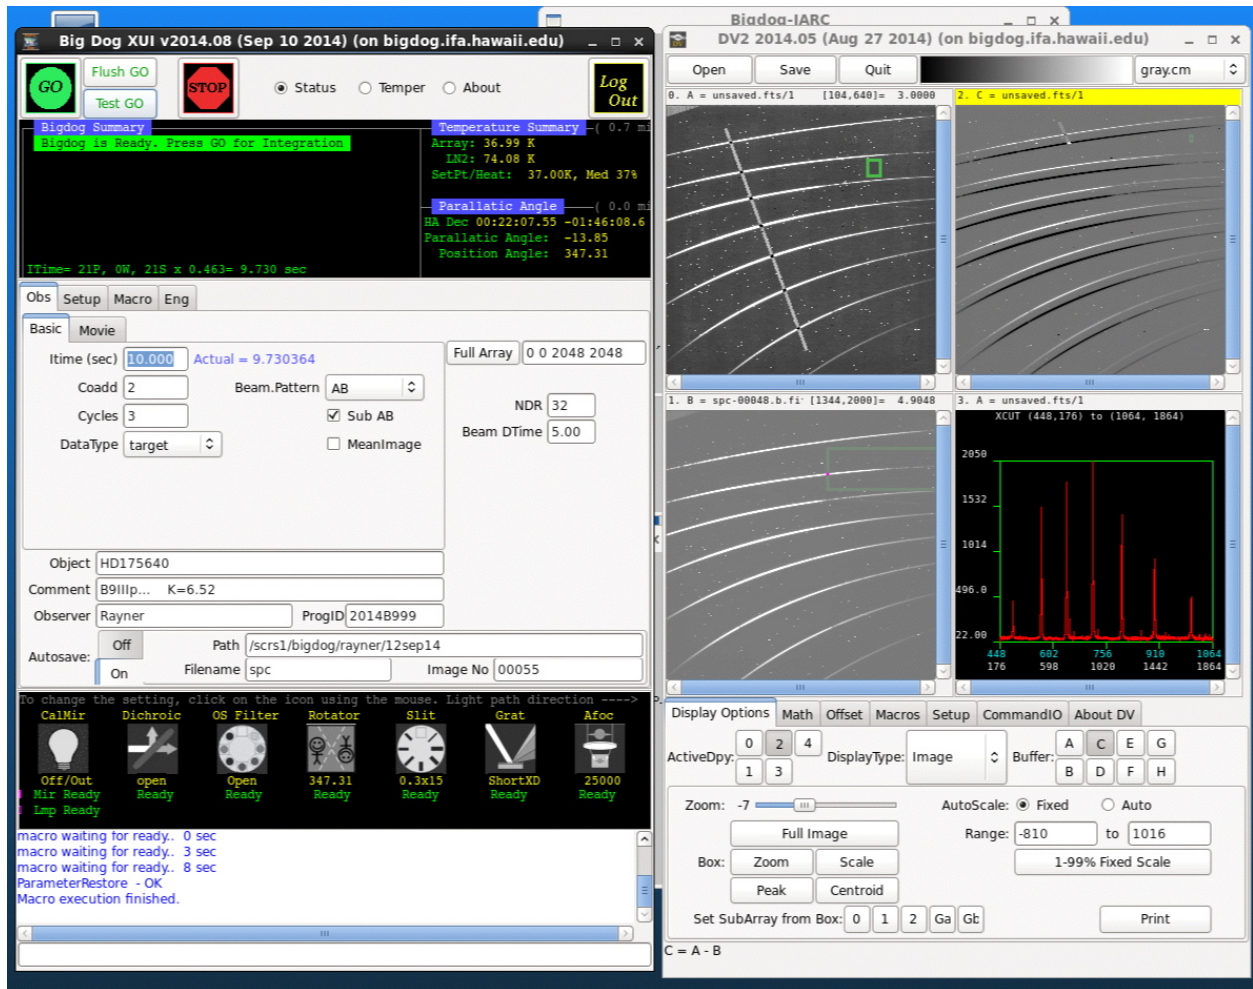 Bigdog-IARC
Big Dog XUI v2014.08 (Sep 10 2014) (on bigdog.ifa.hawaii.edu)
GO
Flush GO
Test GO
STOP
Status
Temper
About
Log Out
Bigdog Summary
Bigdog is Ready. Press GO for Integration
ITime= 21P, 0W, 21S x 0.463= 9.730 sec
Temperature Summary —( 0.7 mi
Array: 36.99 K
LN2: 74.08 K
SetPt/Heat: 37.00K, Med 37%
Parallatic Angle —( 0.0 mi
HA Dec 00:22:07.55 -01:46:08.6
Parallatic Angle: -13.85
Position Angle: 347.31
Obs Setup Macro Eng
Basic Movie
Itime (sec) 10.000 Actual = 9.730364
Coadd 2 Beam.Pattern AB
Cycles 3 Sub AB
DataType target MeanImage
Full Array 0 0 2048 2048
NDR 32
Beam DTime 5.00
Object HD175640
Comment B9IIIp... K=6.52
Observer Rayner ProgID 2014B999
Autosave: Off On
Path /scrs1/bigdog/rayner/12sep14
Filename spc Image No 00055
To change the setting, click on the icon using the mouse. Light path direction ---->
CalMir Dichroic OS Filter Rotator Slit Grat Afoc
Off/Out open Open 347.31 0.3x15 ShortXD 25000
Mir Ready Ready Ready Ready Ready Ready Ready
Lmp Ready
macro waiting for ready.. 0 sec
macro waiting for ready.. 3 sec
macro waiting for ready.. 8 sec
ParameterRestore - OK
Macro execution finished.
DV2 2014.05 (Aug 27 2014) (on bigdog.ifa.hawaii.edu)
Open Save Quit gray.cm
0. A = unsaved.fts/1 [104,640]= 3.0000
2. C = unsaved.fts/1
1. B = spc-00048.b.fi' [1344,2000]= 4.9048
3. A = unsaved.fts/1
XCUT (448,176) to (1064, 1864)
2050
1532
1014
496.0
22.00
448 602 756 910 1064
176 598 1020 1442 1864
Display Options Math Offset Macros Setup CommandIO About DV
ActiveDpy: 0 2 4
1 3
DisplayType: Image
Buffer: A C E G
B D F H
Zoom: -7
AutoScale: Fixed Auto
Full Image
Range: -810 to 1016
Box: Zoom Scale
1-99% Fixed Scale
Peak Centroid
Set SubArray from Box: 0 1 2 Ga Gb
Print
C = A - B